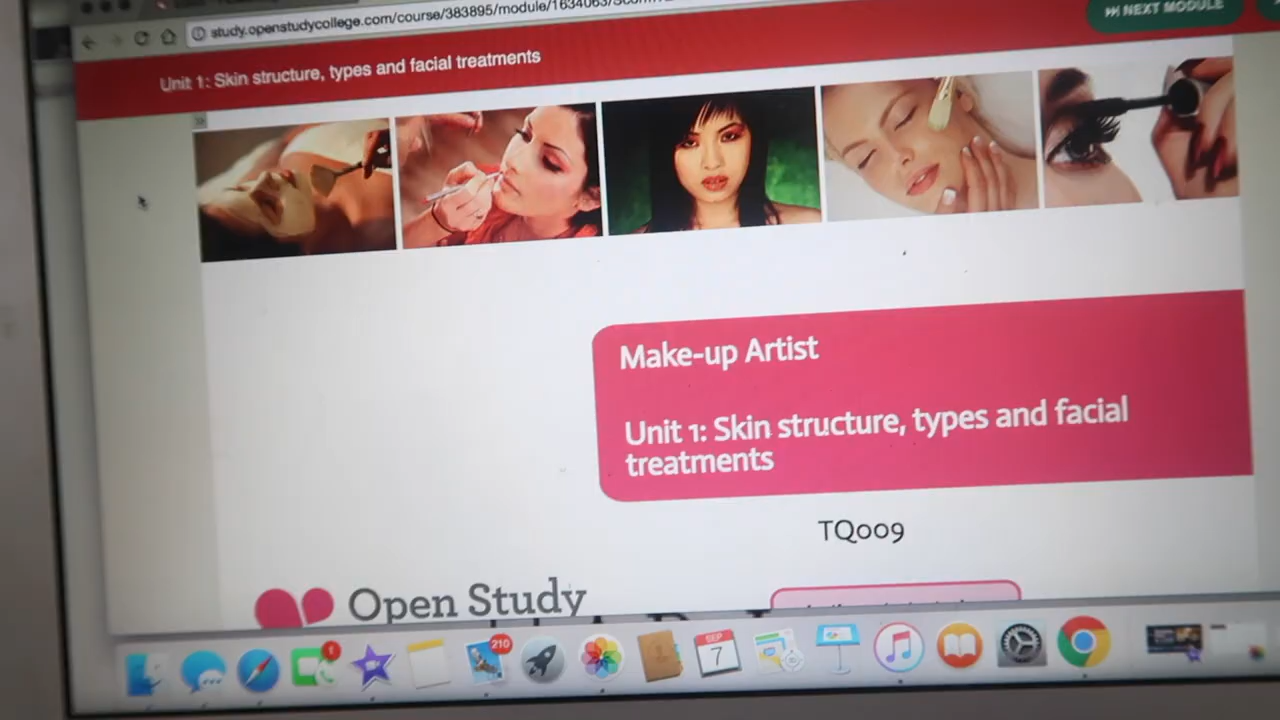 study.openstudycollege.com/course/383895/module/1634063/
NEXT MODULE
Unit 1: Skin structure, types and facial treatments
Make-up Artist
Unit 1: Skin structure, types and facial
treatments
TQ009
Open Study
1
210
SEP
7